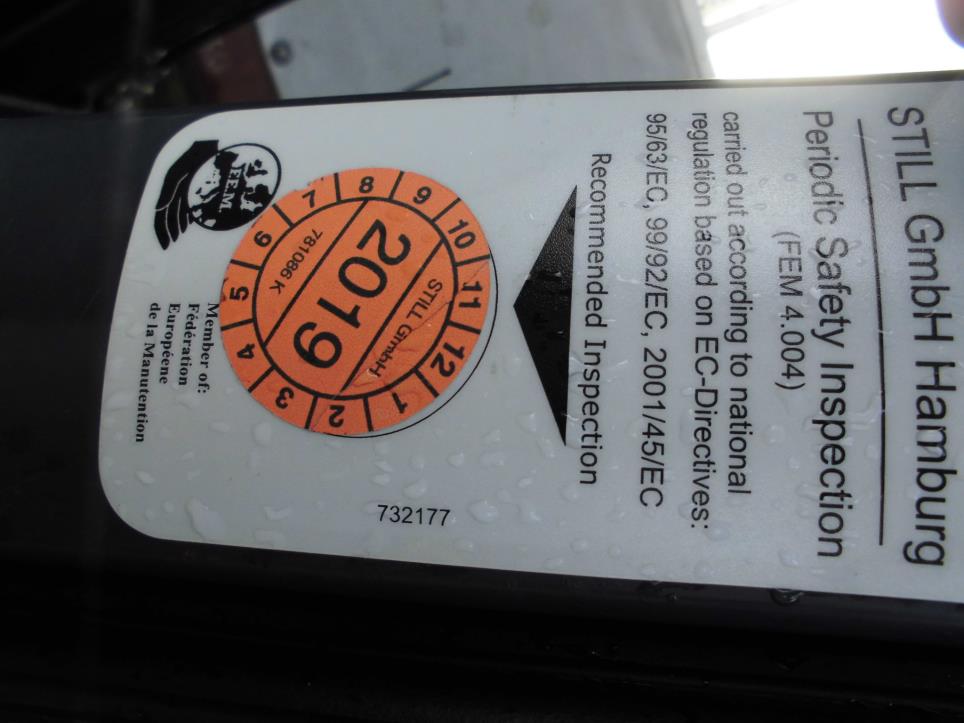 STILL GmbH Hamburg
Periodic Safety Inspection
(FEM 4.004)
carried out according to national
regulation based on EC-Directives:
95/63/EC, 99/92/EC, 2001/45/EC
Recommended Inspection
1 2 3 4 5 6 7 8 9 10 11 12
STILL GmbH
2019
781086 K
732177
F.E.M.
Member of:
Fédération
Européene
de la Manutention